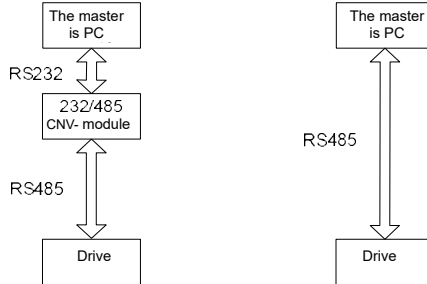 The master
is PC
RS232
232/485
CNV- module
RS485
Drive
The master
is PC
RS485
Drive